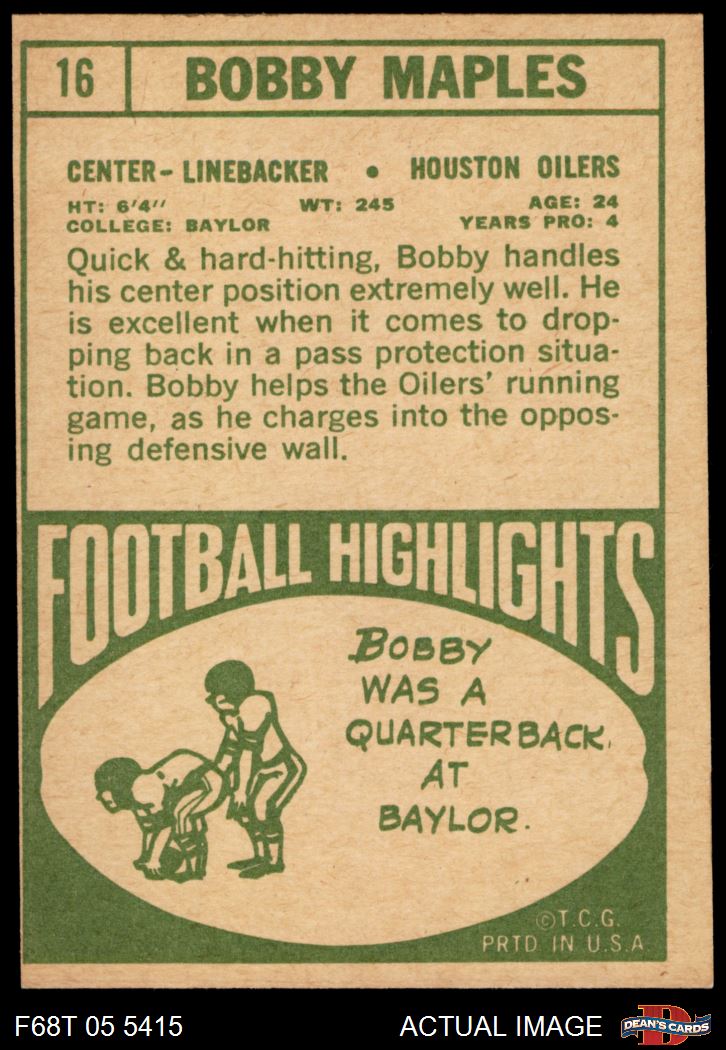 16 BOBBY MAPLES
CENTER-LINEBACKER • HOUSTON OILERS
HT: 6'4" WT: 245 AGE: 24
COLLEGE: BAYLOR YEARS PRO: 4
Quick & hard-hitting, Bobby handles
his center position extremely well. He
is excellent when it comes to drop-
ping back in a pass protection situa-
tion. Bobby helps the Oilers' running
game, as he charges into the oppos-
ing defensive wall.
FOOTBALL HIGHLIGHTS
BOBBY
WAS A
QUARTERBACK
AT
BAYLOR.
©T.C.G.
PRTD IN U.S.A
F68T 05 5415 ACTUAL IMAGE
D
DEAN'S CARDS